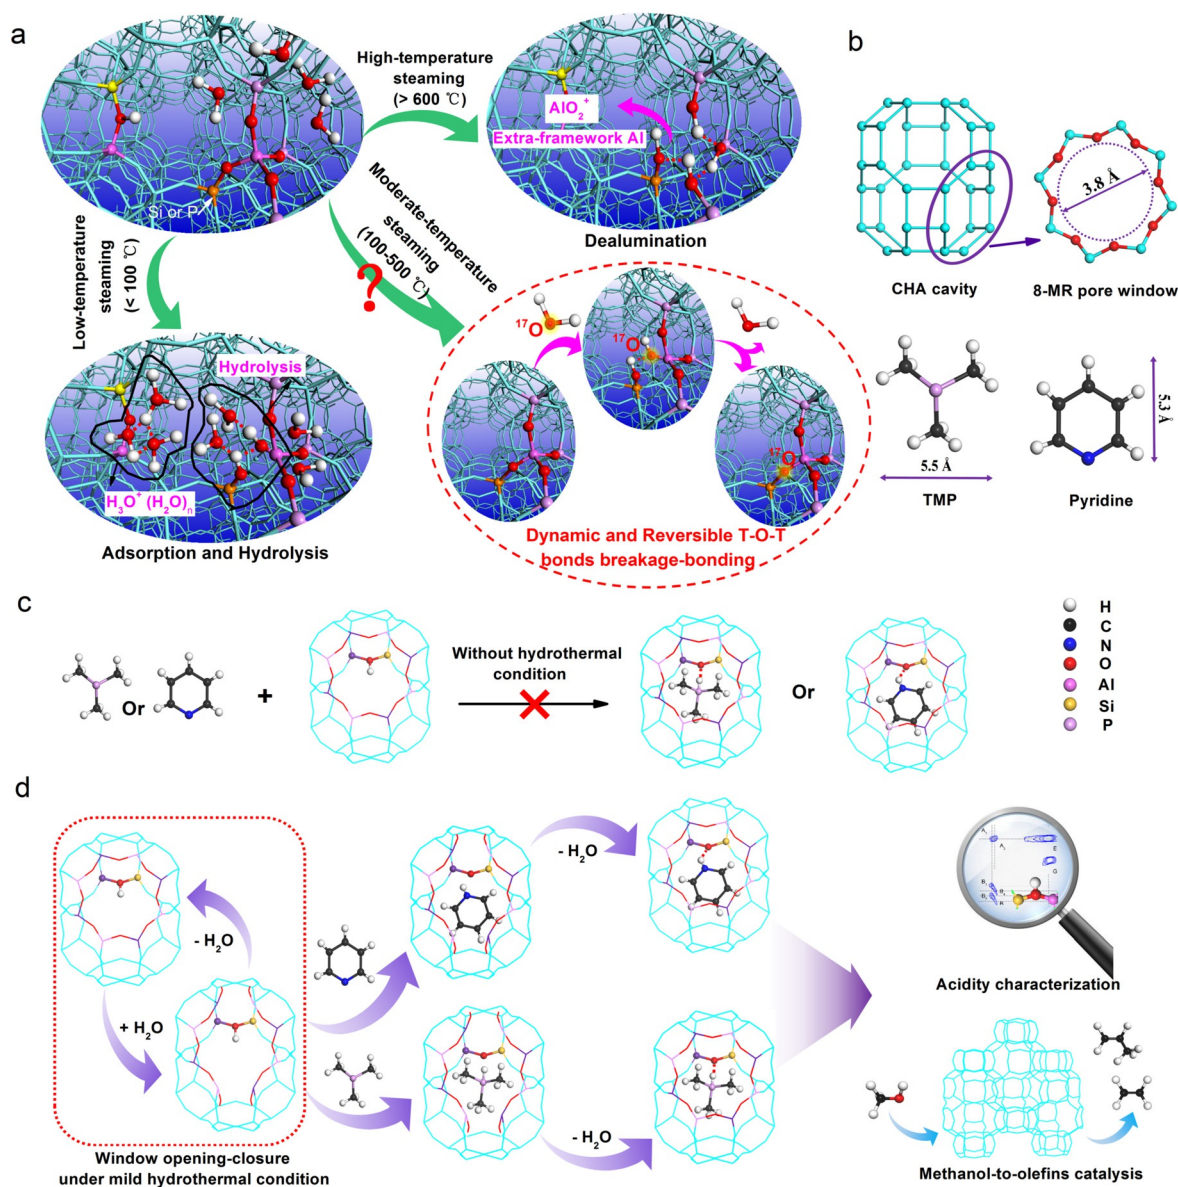 a
High-temperature
steaming
(> 600 ℃)
AlO₂⁺
Extra-framework Al
Dealumination
Si or P
Low-temperature
steaming
(< 100 ℃)
Moderate-temperature
steaming
(100-500 ℃)
?
Hydrolysis
H₃O⁺ (H₂O)ₙ
Adsorption and Hydrolysis
¹⁷O
¹⁷O
¹⁷O
Dynamic and Reversible T-O-T
bonds breakage-bonding
b
3.8 Å
CHA cavity
8-MR pore window
5.5 Å
TMP
5.3 Å
Pyridine
c
Or
+
Without hydrothermal
condition
Or
H
C
N
O
Al
Si
P
d
- H₂O
+ H₂O
Window opening-closure
under mild hydrothermal condition
- H₂O
- H₂O
E
G
Acidity characterization
Methanol-to-olefins catalysis